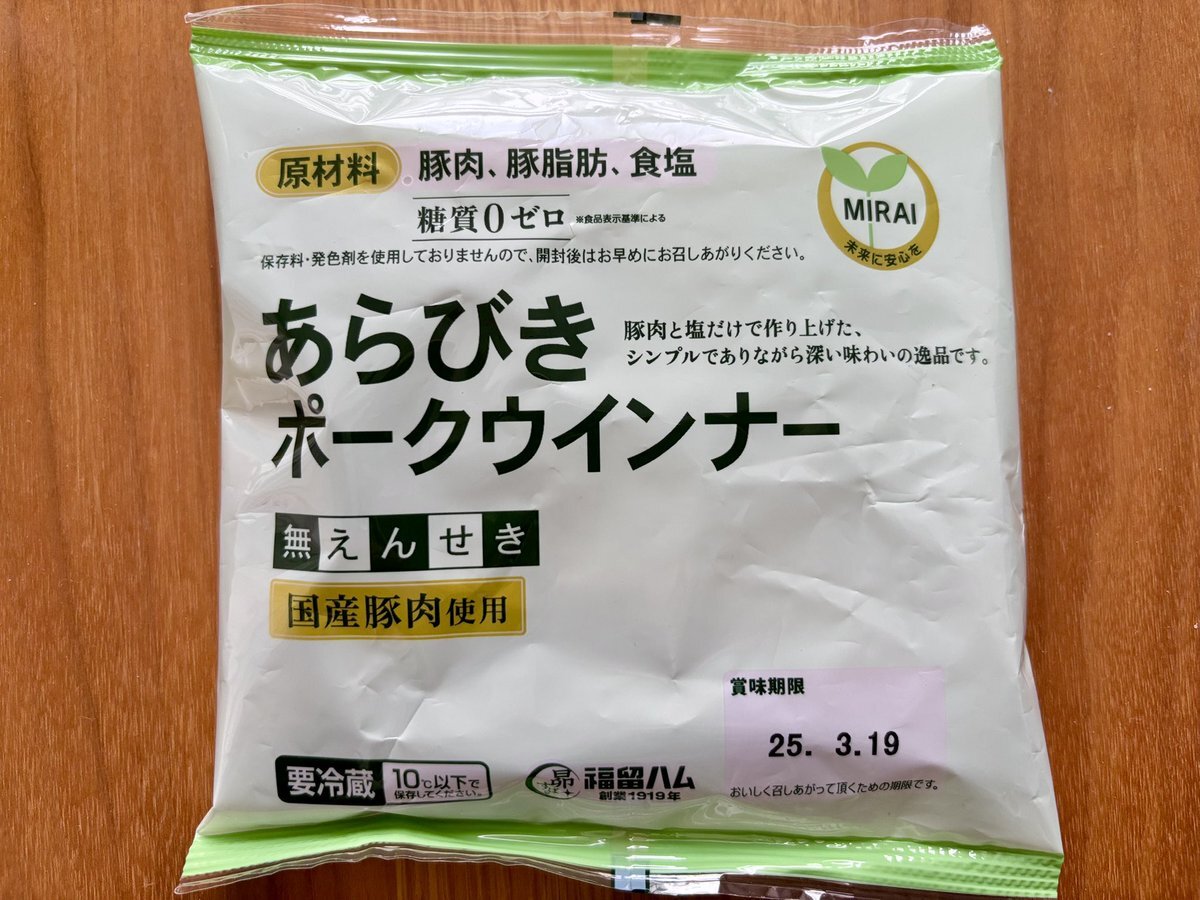 原材料 豚肉、豚脂肪、食塩
糖質0ゼロ ※食品表示基準による
保存料・発色剤を使用しておりませんので、開封後はお早めにお召しあがりください。
MIRAI
未来に安心を
あらびき
ポークウインナー
豚肉と塩だけで作り上げた、
シンプルでありながら深い味わいの逸品です。
無えんせき
国産豚肉使用
賞味期限
25. 3.19
おいしく召しあがって頂くための期限です。
要冷蔵
10℃以下で
保存してください。
昴
福留ハム
創業1919年